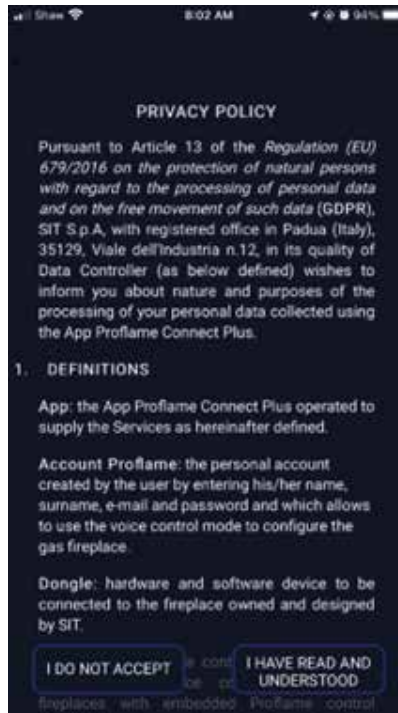 Shaw
8:02 AM
94%
PRIVACY POLICY
Pursuant to Article 13 of the Regulation (EU)
679/2016 on the protection of natural persons
with regard to the processing of personal data
and on the free movement of such data (GDPR),
SIT S.p.A, with registered office in Padua (Italy),
35129, Viale dell'Industria n.12, in its quality of
Data Controller (as below defined) wishes to
inform you about nature and purposes of the
processing of your personal data collected using
the App Proflame Connect Plus.
1. DEFINITIONS
App: the App Proflame Connect Plus operated to
supply the Services as hereinafter defined.
Account Proflame: the personal account
created by the user by entering his/her name,
surname, e-mail and password and which allows
to use the voice control mode to configure the
gas fireplace.
Dongle: hardware and software device to be
connected to the fireplace owned and designed
by SIT.
I DO NOT ACCEPT
I HAVE READ AND
UNDERSTOOD
fireplaces with embedded Proflame control